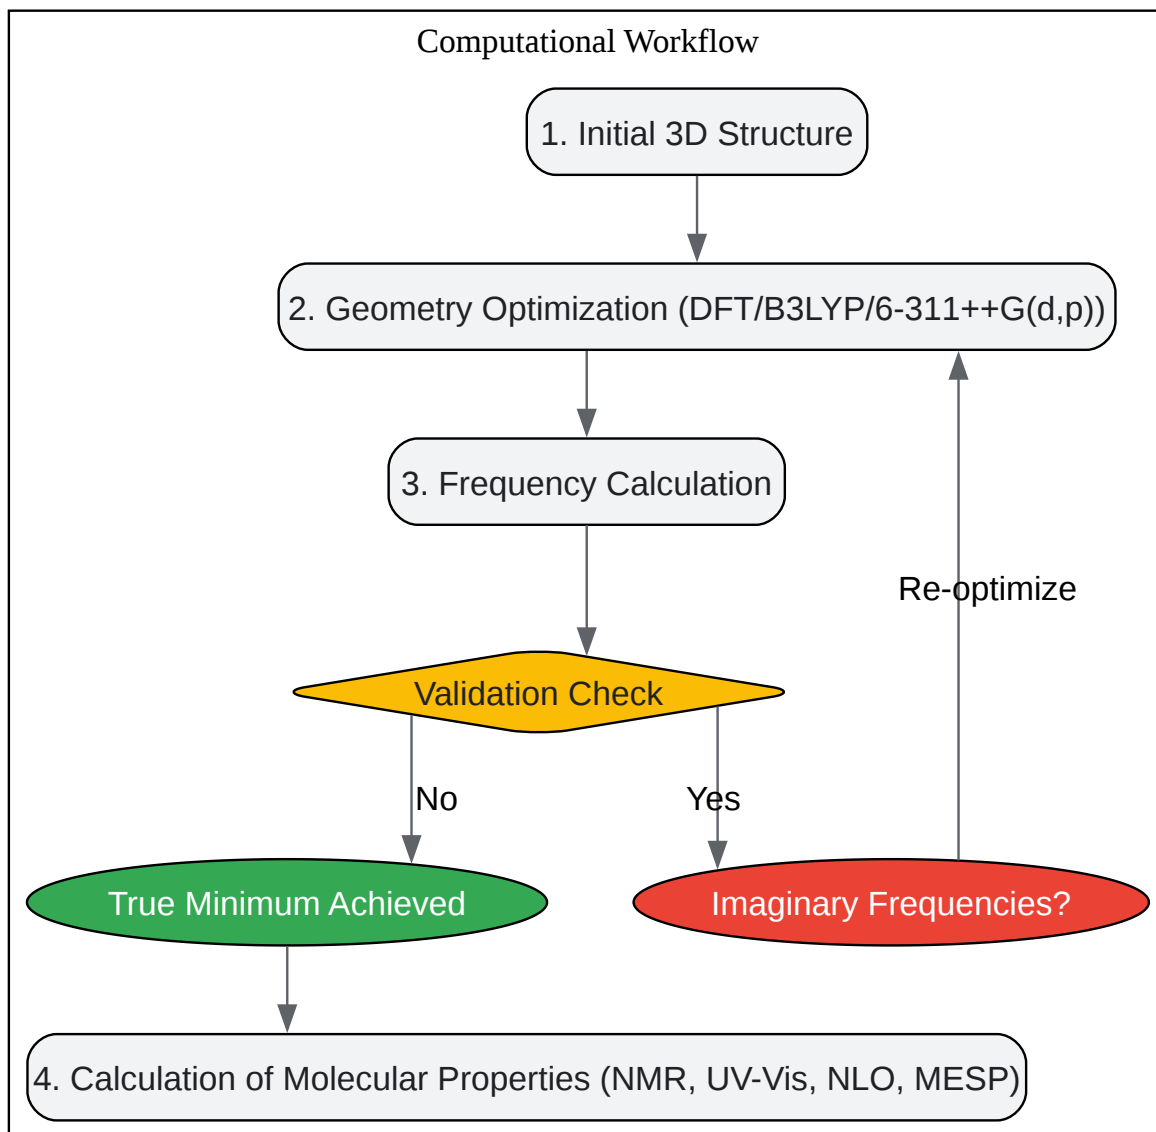 Computational Workflow
1. Initial 3D Structure
2. Geometry Optimization (DFT/B3LYP/6-311++G(d,p))
3. Frequency Calculation
Re-optimize
Validation Check
No
Yes
True Minimum Achieved
Imaginary Frequencies?
4. Calculation of Molecular Properties (NMR, UV-Vis, NLO, MESP)